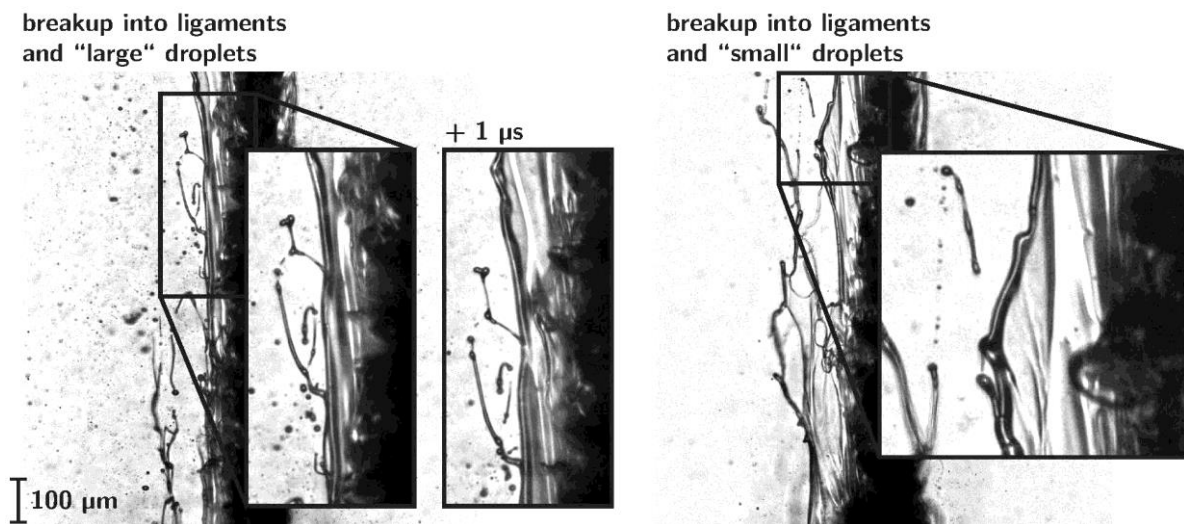 breakup into ligaments
and “large“ droplets
+ 1 µs
100 µm
breakup into ligaments
and “small“ droplets